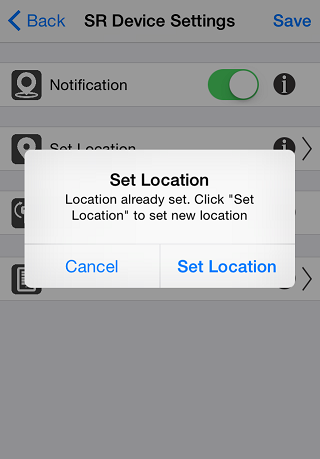 Back SR Device Settings Save
Notification
Set Location
Set Location
Location already set. Click "Set
Location" to set new location
Cancel Set Location